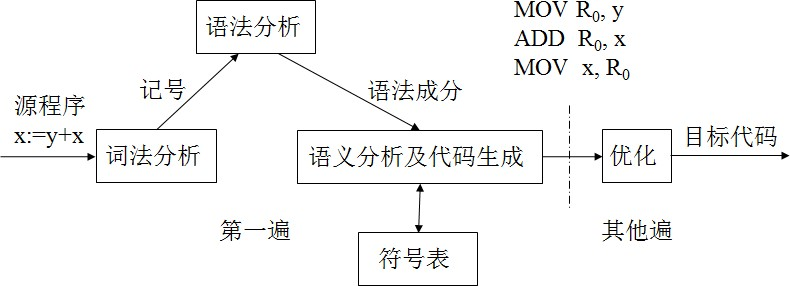 MOV R0, y
ADD R0, x
MOV x, R0
语法分析
记号
语法成分
源程序
x:=y+x
词法分析
语义分析及代码生成
优化
目标代码
第一遍
其他遍
符号表